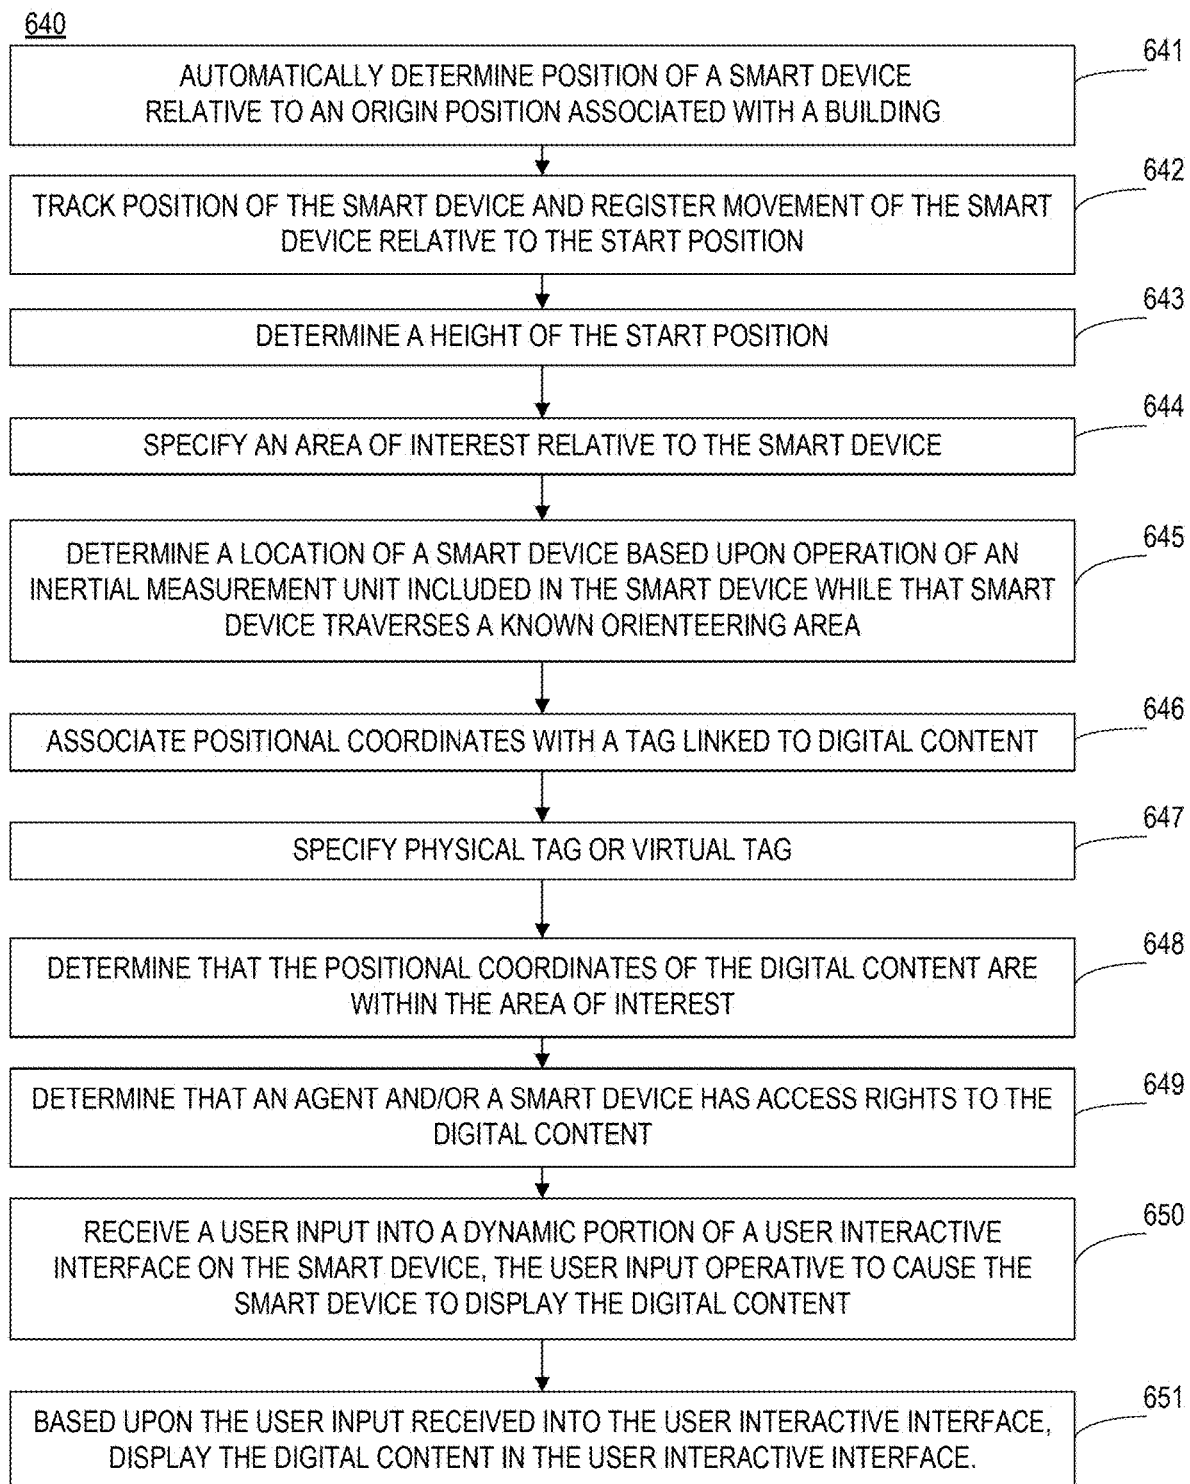 640
641
AUTOMATICALLY DETERMINE POSITION OF A SMART DEVICE
RELATIVE TO AN ORIGIN POSITION ASSOCIATED WITH A BUILDING
642
TRACK POSITION OF THE SMART DEVICE AND REGISTER MOVEMENT OF THE SMART
DEVICE RELATIVE TO THE START POSITION
643
DETERMINE A HEIGHT OF THE START POSITION
644
SPECIFY AN AREA OF INTEREST RELATIVE TO THE SMART DEVICE
645
DETERMINE A LOCATION OF A SMART DEVICE BASED UPON OPERATION OF AN
INERTIAL MEASUREMENT UNIT INCLUDED IN THE SMART DEVICE WHILE THAT SMART
DEVICE TRAVERSES A KNOWN ORIENTEERING AREA
646
ASSOCIATE POSITIONAL COORDINATES WITH A TAG LINKED TO DIGITAL CONTENT
647
SPECIFY PHYSICAL TAG OR VIRTUAL TAG
648
DETERMINE THAT THE POSITIONAL COORDINATES OF THE DIGITAL CONTENT ARE
WITHIN THE AREA OF INTEREST
649
DETERMINE THAT AN AGENT AND/OR A SMART DEVICE HAS ACCESS RIGHTS TO THE
DIGITAL CONTENT
650
RECEIVE A USER INPUT INTO A DYNAMIC PORTION OF A USER INTERACTIVE
INTERFACE ON THE SMART DEVICE, THE USER INPUT OPERATIVE TO CAUSE THE
SMART DEVICE TO DISPLAY THE DIGITAL CONTENT
651
BASED UPON THE USER INPUT RECEIVED INTO THE USER INTERACTIVE INTERFACE,
DISPLAY THE DIGITAL CONTENT IN THE USER INTERACTIVE INTERFACE.